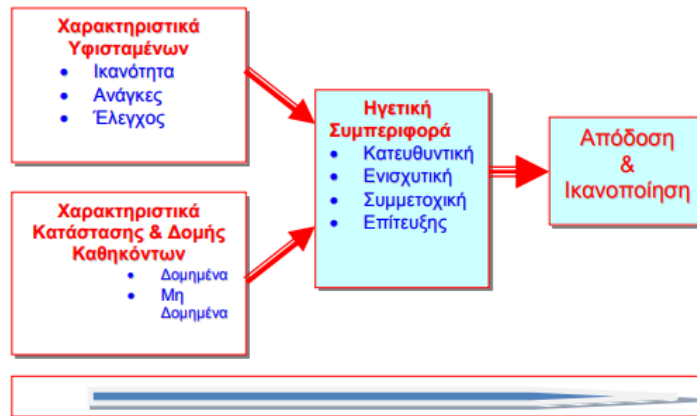 Χαρακτηριστικά
Υφισταμένων
• Ικανότητα
• Ανάγκες
• Έλεγχος
Χαρακτηριστικά
Κατάστασης & Δομής
Καθηκόντων
• Δομημένα
• Μη
Δομημένα
Ηγετική
Συμπεριφορά
• Κατευθυντική
• Ενισχυτική
• Συμμετοχική
• Επίτευξης
Απόδοση
&
Ικανοποίηση